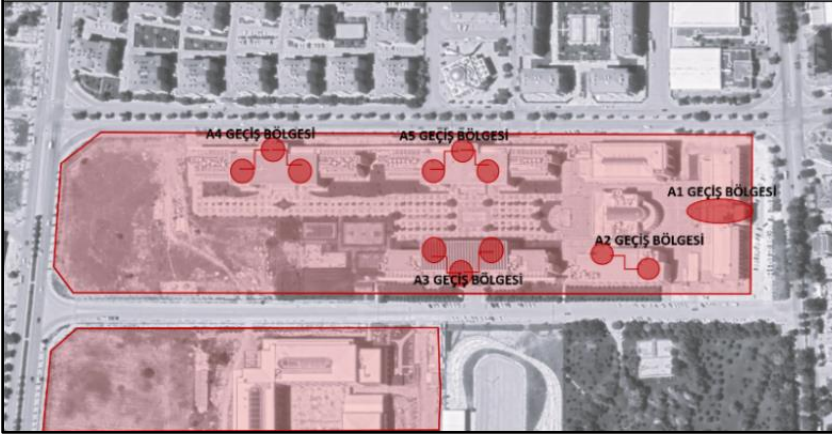 A4 GEÇİŞ BÖLGESİ
A5 GEÇİŞ BÖLGESİ
A1 GEÇİŞ BÖLGESİ
A2 GEÇİŞ BÖLGESİ
A3 GEÇİŞ BÖLGESİ